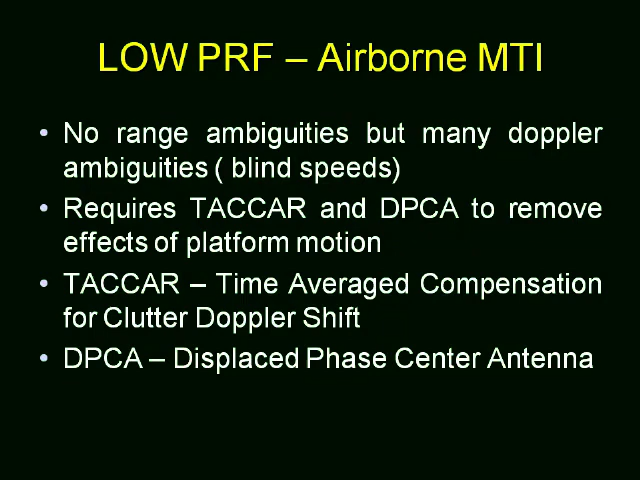 LOW PRF – Airborne MTI
• No range ambiguities but many doppler
ambiguities ( blind speeds)
• Requires TACCAR and DPCA to remove
effects of platform motion
• TACCAR – Time Averaged Compensation
for Clutter Doppler Shift
• DPCA – Displaced Phase Center Antenna